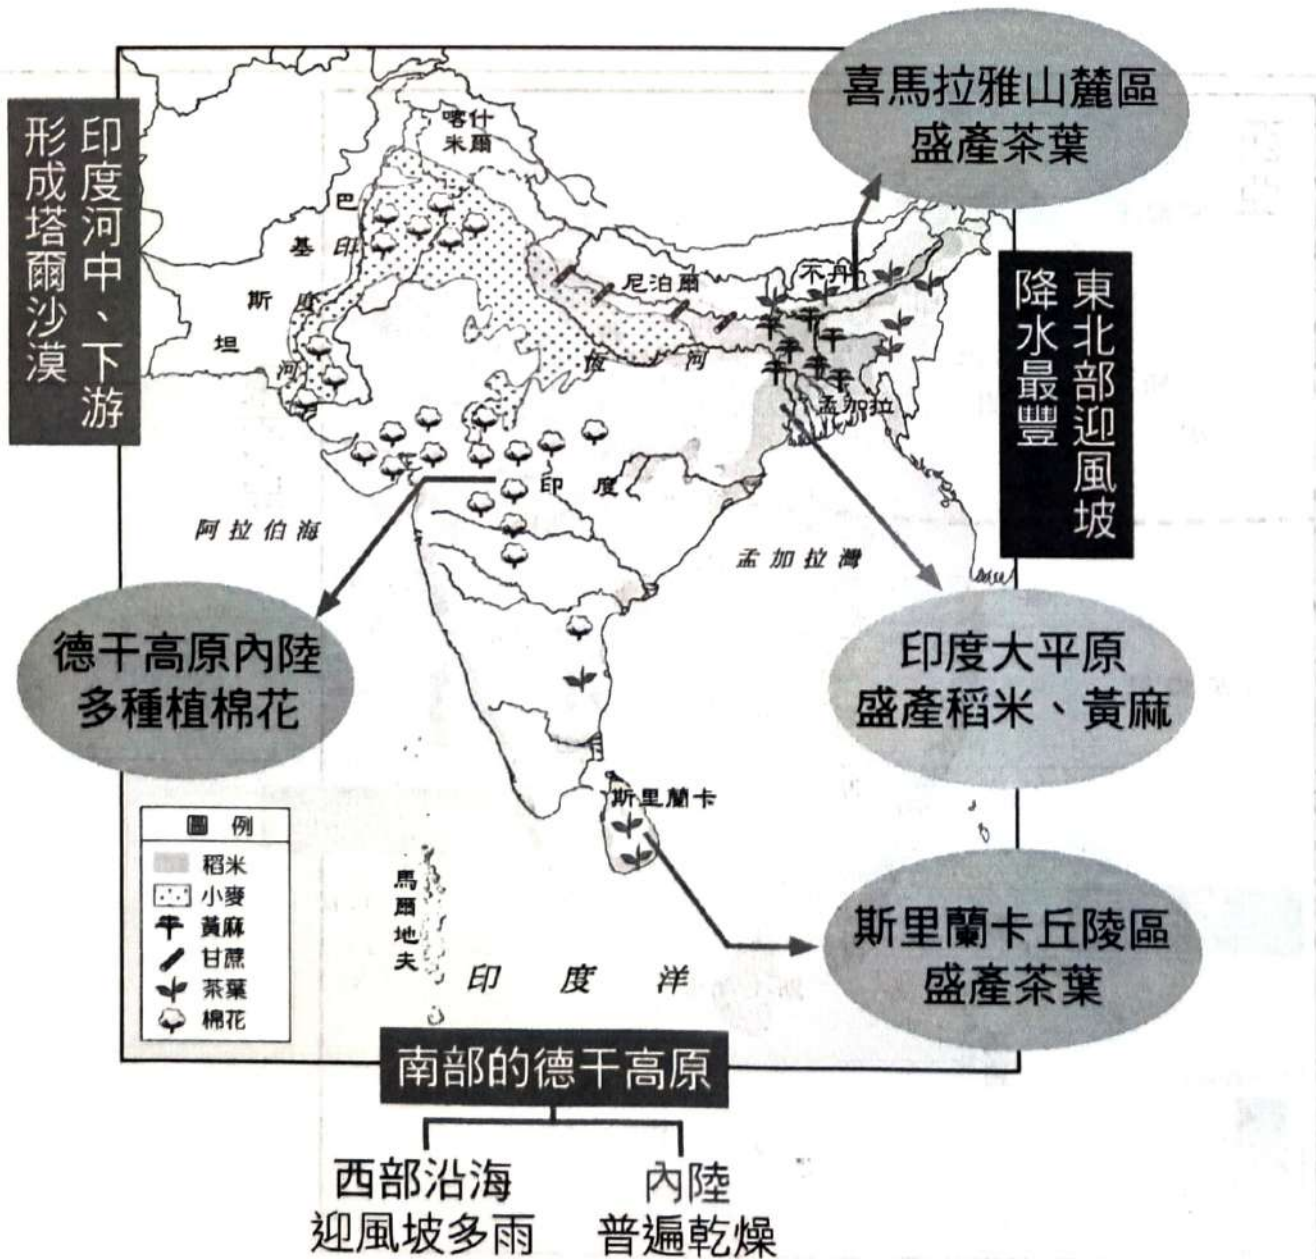 喜馬拉雅山麓區
盛產茶葉
印度河中、下游
形成塔爾沙漠
東北部迎風坡
降水最豐
喀什
米爾
巴
基
斯
坦
印
度
河
尼泊爾
不丹
恆
河
孟加拉
印度
阿拉伯海
孟加拉灣
德干高原內陸
多種植棉花
印度大平原
盛產稻米、黃麻
斯里蘭卡
斯里蘭卡丘陵區
盛產茶葉
馬爾地夫
印度洋
圖例
稻米
小麥
黃麻
甘蔗
茶葉
棉花
南部的德干高原
西部沿海
迎風坡多雨
內陸
普遍乾燥